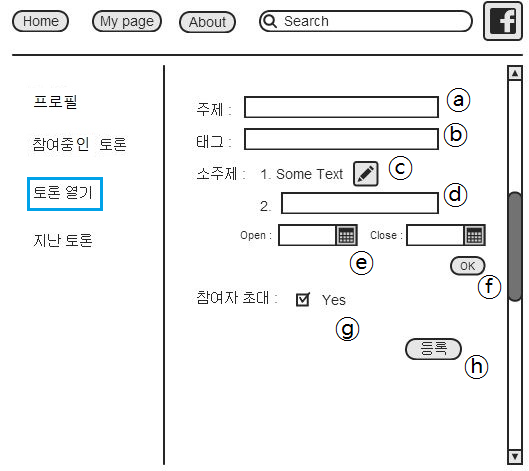 Home My page About Search f
프로필
참여중인 토론
토론 열기
지난 토론
주제 : ⓐ
태그 : ⓑ
소주제 : 1. Some Text ⓒ
2. ⓓ
Open : Close :
ⓔ
OK
ⓕ
참여자 초대 : Yes
ⓖ
등록
ⓗ